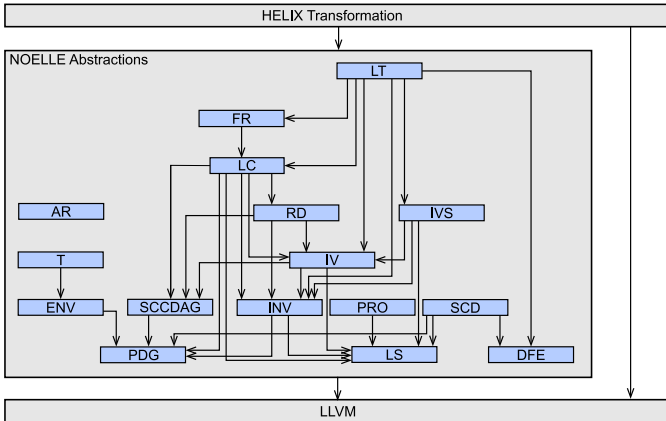 HELIX Transformation
NOELLE Abstractions
LT
FR
LC
AR
RD
IVS
T
IV
ENV
SCCDAG
INV
PRO
SCD
PDG
LS
DFE
LLVM